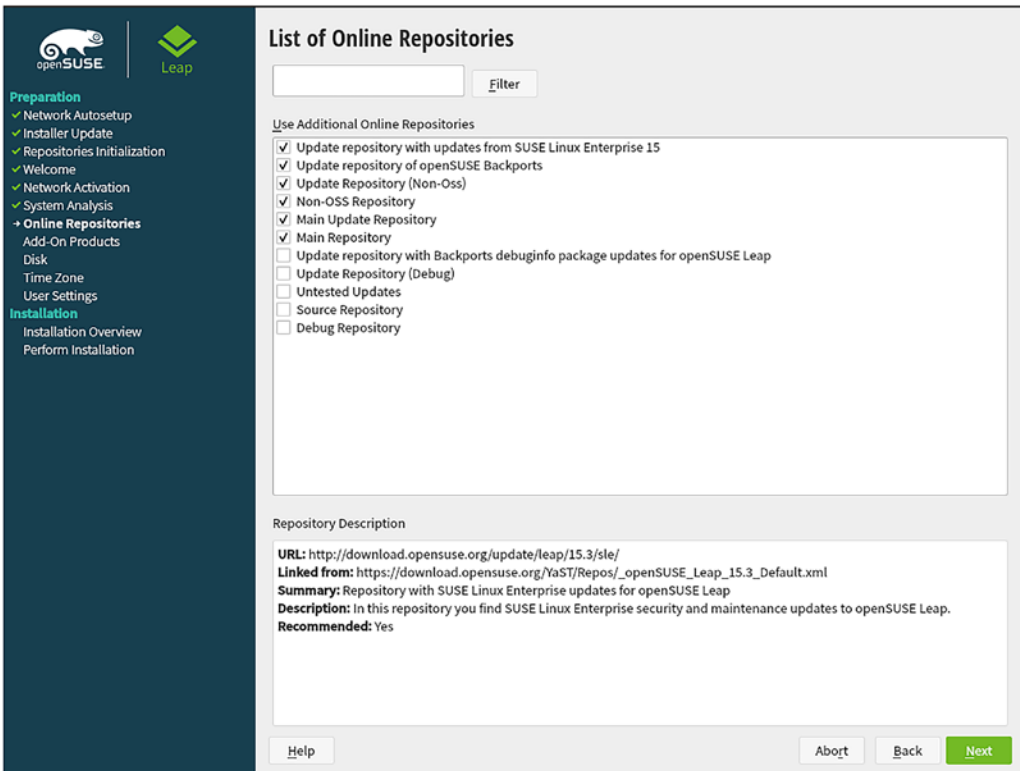 openSUSE
Leap
Preparation
Network Autosetup
Installer Update
Repositories Initialization
Welcome
Network Activation
System Analysis
Online Repositories
Add-On Products
Disk
Time Zone
User Settings
Installation
Installation Overview
Perform Installation
List of Online Repositories
Filter
Use Additional Online Repositories
Update repository with updates from SUSE Linux Enterprise 15
Update repository of openSUSE Backports
Update Repository (Non-Oss)
Non-OSS Repository
Main Update Repository
Main Repository
Update repository with Backports debuginfo package updates for openSUSE Leap
Update Repository (Debug)
Untested Updates
Source Repository
Debug Repository
Repository Description
URL: http://download.opensuse.org/update/leap/15.3/sle/
Linked from: https://download.opensuse.org/YaST/Repos/_openSUSE_Leap_15.3_Default.xml
Summary: Repository with SUSE Linux Enterprise updates for openSUSE Leap
Description: In this repository you find SUSE Linux Enterprise security and maintenance updates to openSUSE Leap.
Recommended: Yes
Help
Abort
Back
Next